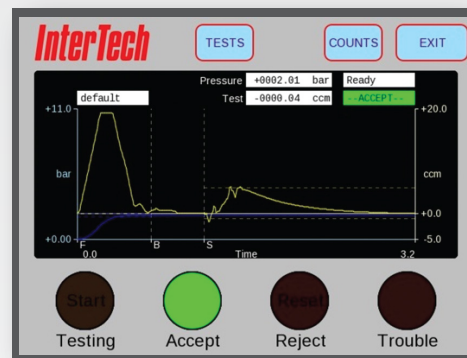 InterTech
TESTS
COUNTS
EXIT
Pressure +0002.01 bar Ready
default
Test -0000.04 ccm --ACCEPT--
+11.0
+20.0
bar
ccm
+0.0
+0.00
-5.0
F B S
0.0 Time 3.2
Start
Reset
Testing Accept Reject Trouble